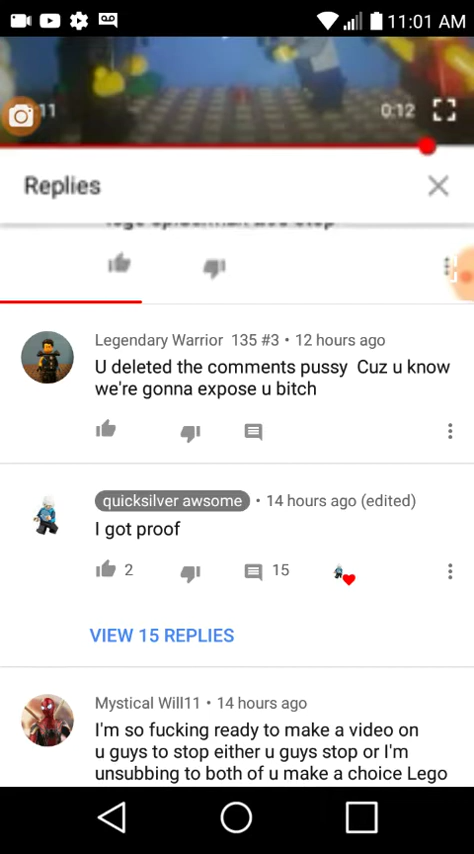 11:01 AM
11
0:12
Replies
Legendary Warrior 135 #3 • 12 hours ago
U deleted the comments pussy Cuz u know
we're gonna expose u bitch
quicksilver awsome • 14 hours ago (edited)
I got proof
2
15
VIEW 15 REPLIES
Mystical Will11 • 14 hours ago
I'm so fucking ready to make a video on
u guys to stop either u guys stop or I'm
unsubbing to both of u make a choice Lego